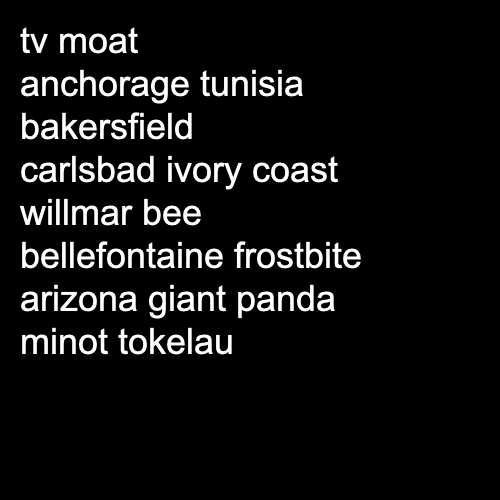 tv moat
anchorage tunisia
bakersfield
carlsbad ivory coast
willmar bee
bellefontaine frostbite
arizona giant panda
minot tokelau